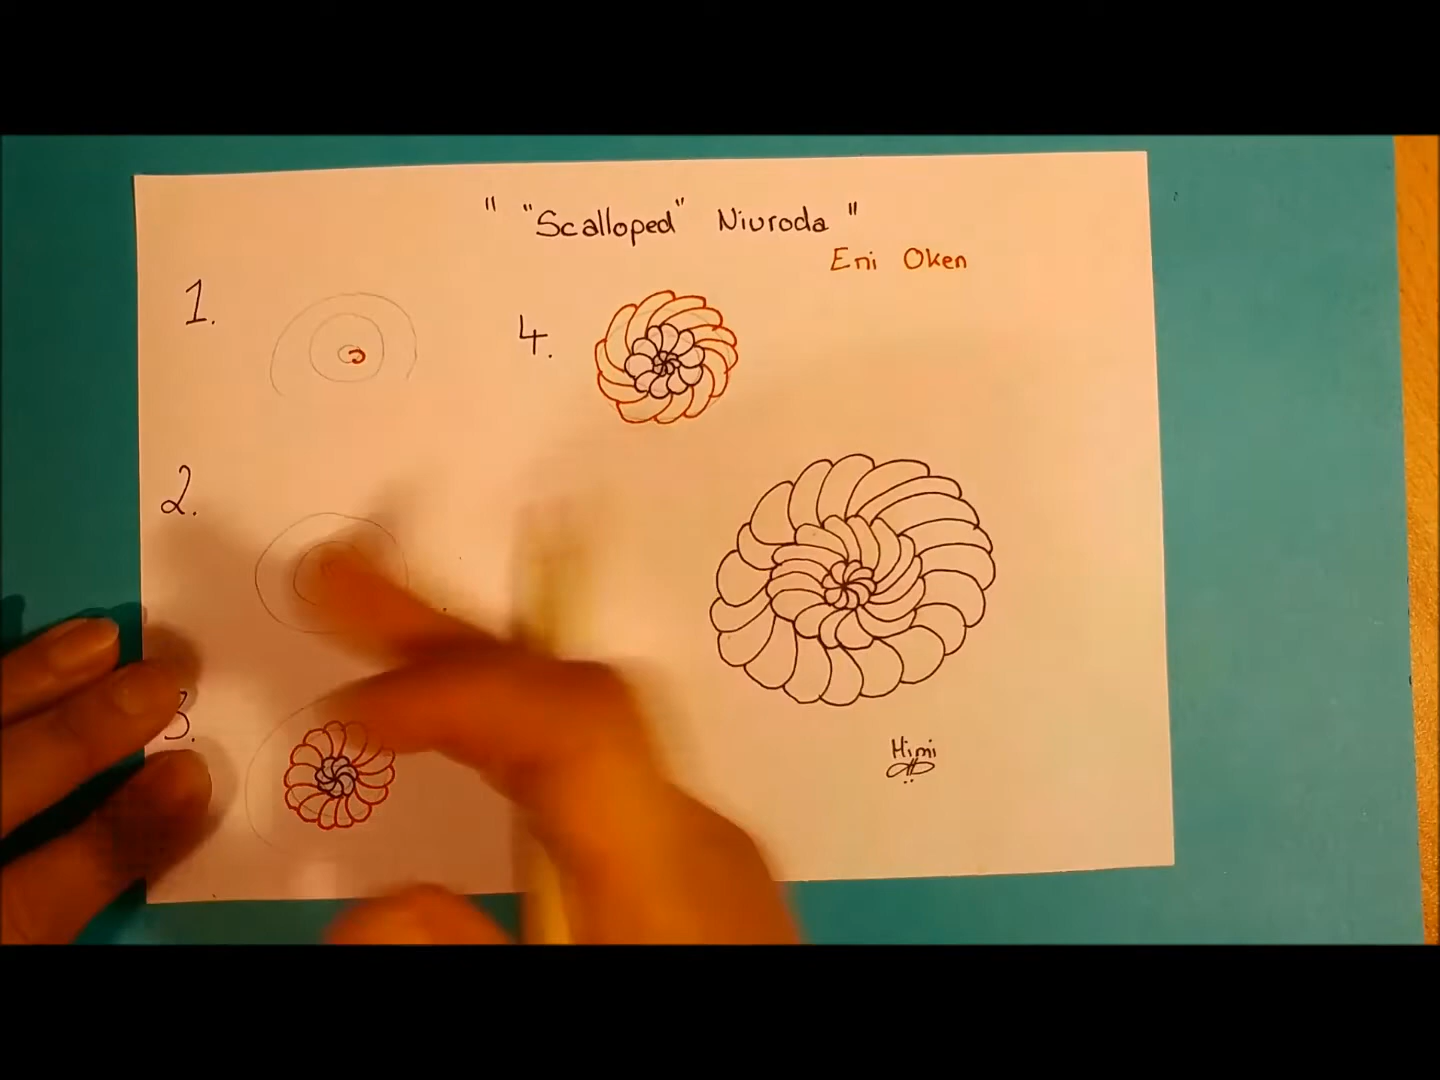 " "Scalloped" Niuroda "
Eni Oken
1.
4.
2.
3.
Himi